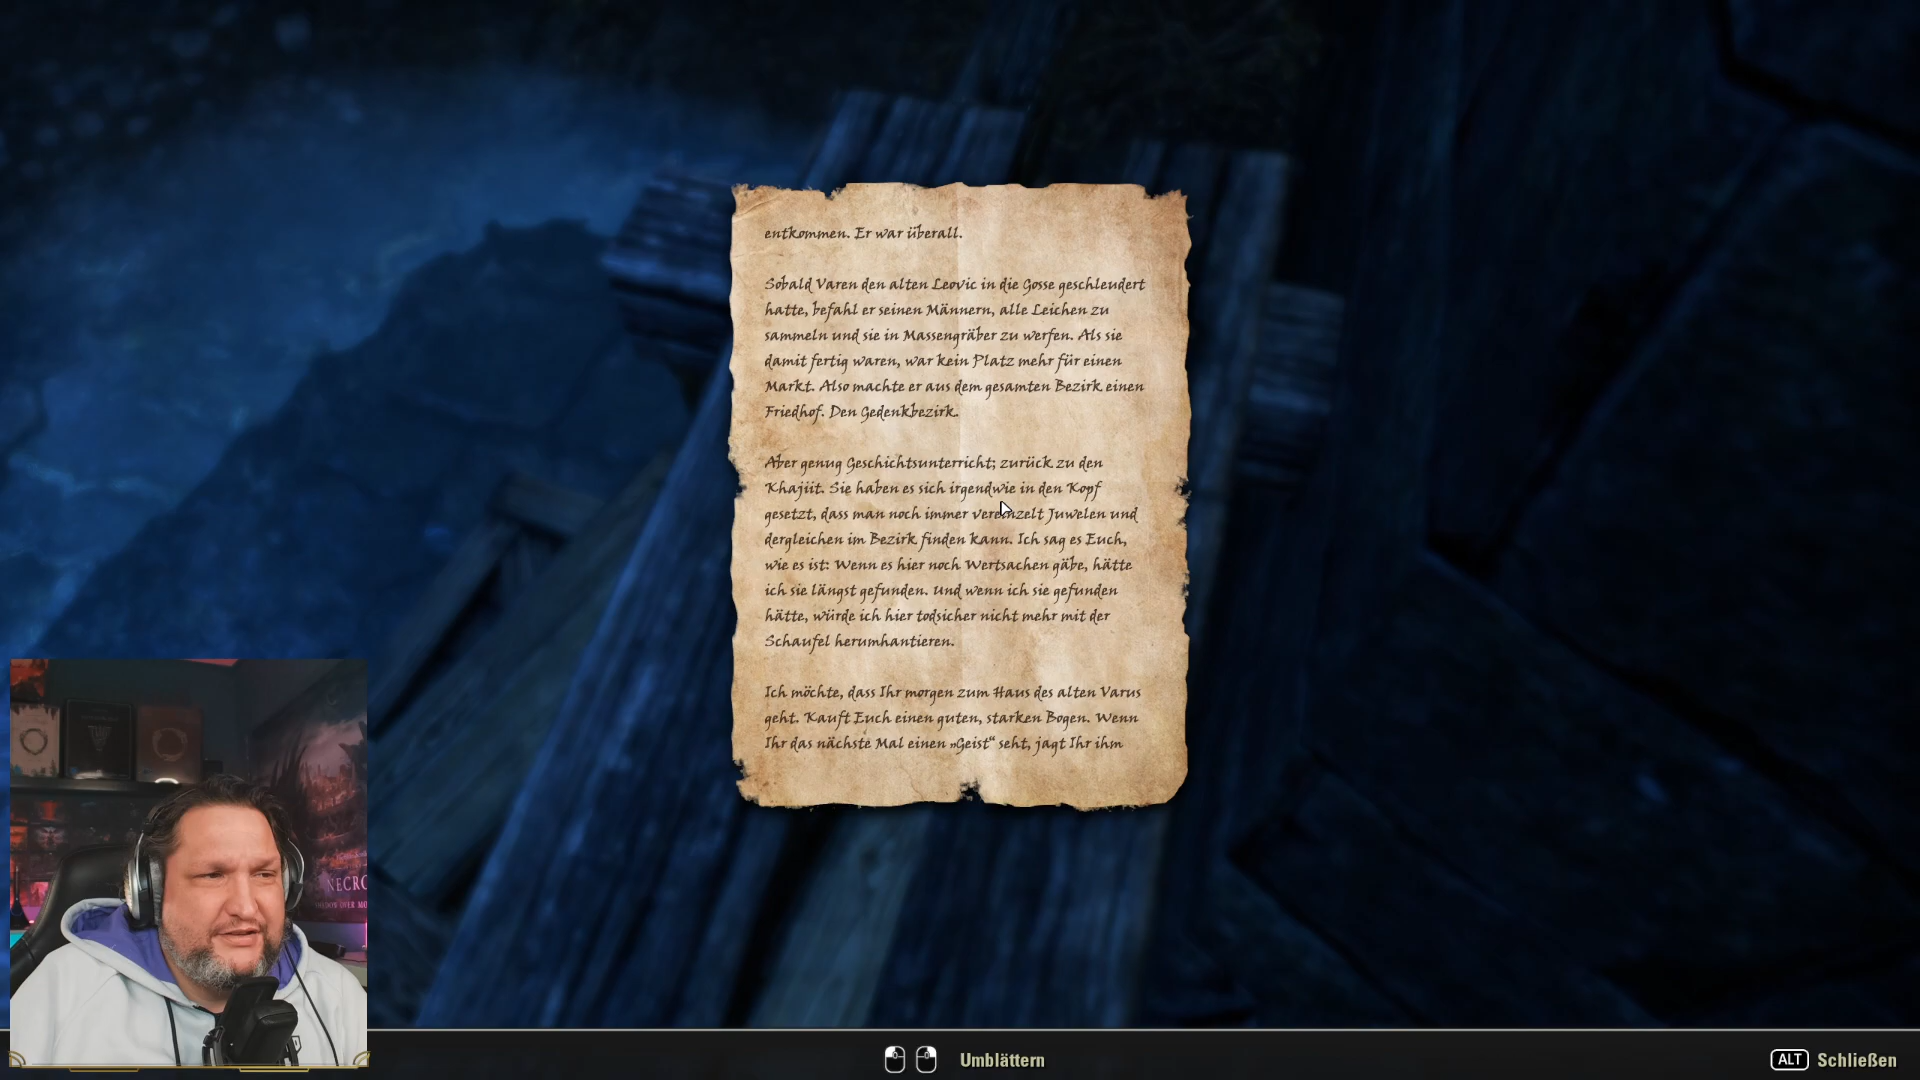 entkommen. Er war überall.
Sobald Varen den alten Leovic in die Gosse geschleudert
hatte, befahl er seinen Männern, alle Leichen zu
sammeln und sie in Massengräber zu werfen. Als sie
damit fertig waren, war kein Platz mehr für einen
Markt. Also machte er aus dem gesamten Bezirk einen
Friedhof. Den Gedenkbezirk.
Aber genug Geschichtsunterricht; zurück zu den
Khajiit. Sie haben es sich irgendwie in den Kopf
gesetzt, dass man noch immer vereinzelt Juwelen und
dergleichen im Bezirk finden kann. Ich sag es Euch,
wie es ist: Wenn es hier noch Wertsachen gäbe, hätte
ich sie längst gefunden. Und wenn ich sie gefunden
hätte, würde ich hier todsicher nicht mehr mit der
Schaufel herumhantieren.
Ich möchte, dass Ihr morgen zum Haus des alten Varus
geht. Kauft Euch einen guten, starken Bogen. Wenn
Ihr das nächste Mal einen „Geist“ seht, jagt Ihr ihm
NECRO
Umblättern
ALT Schließen